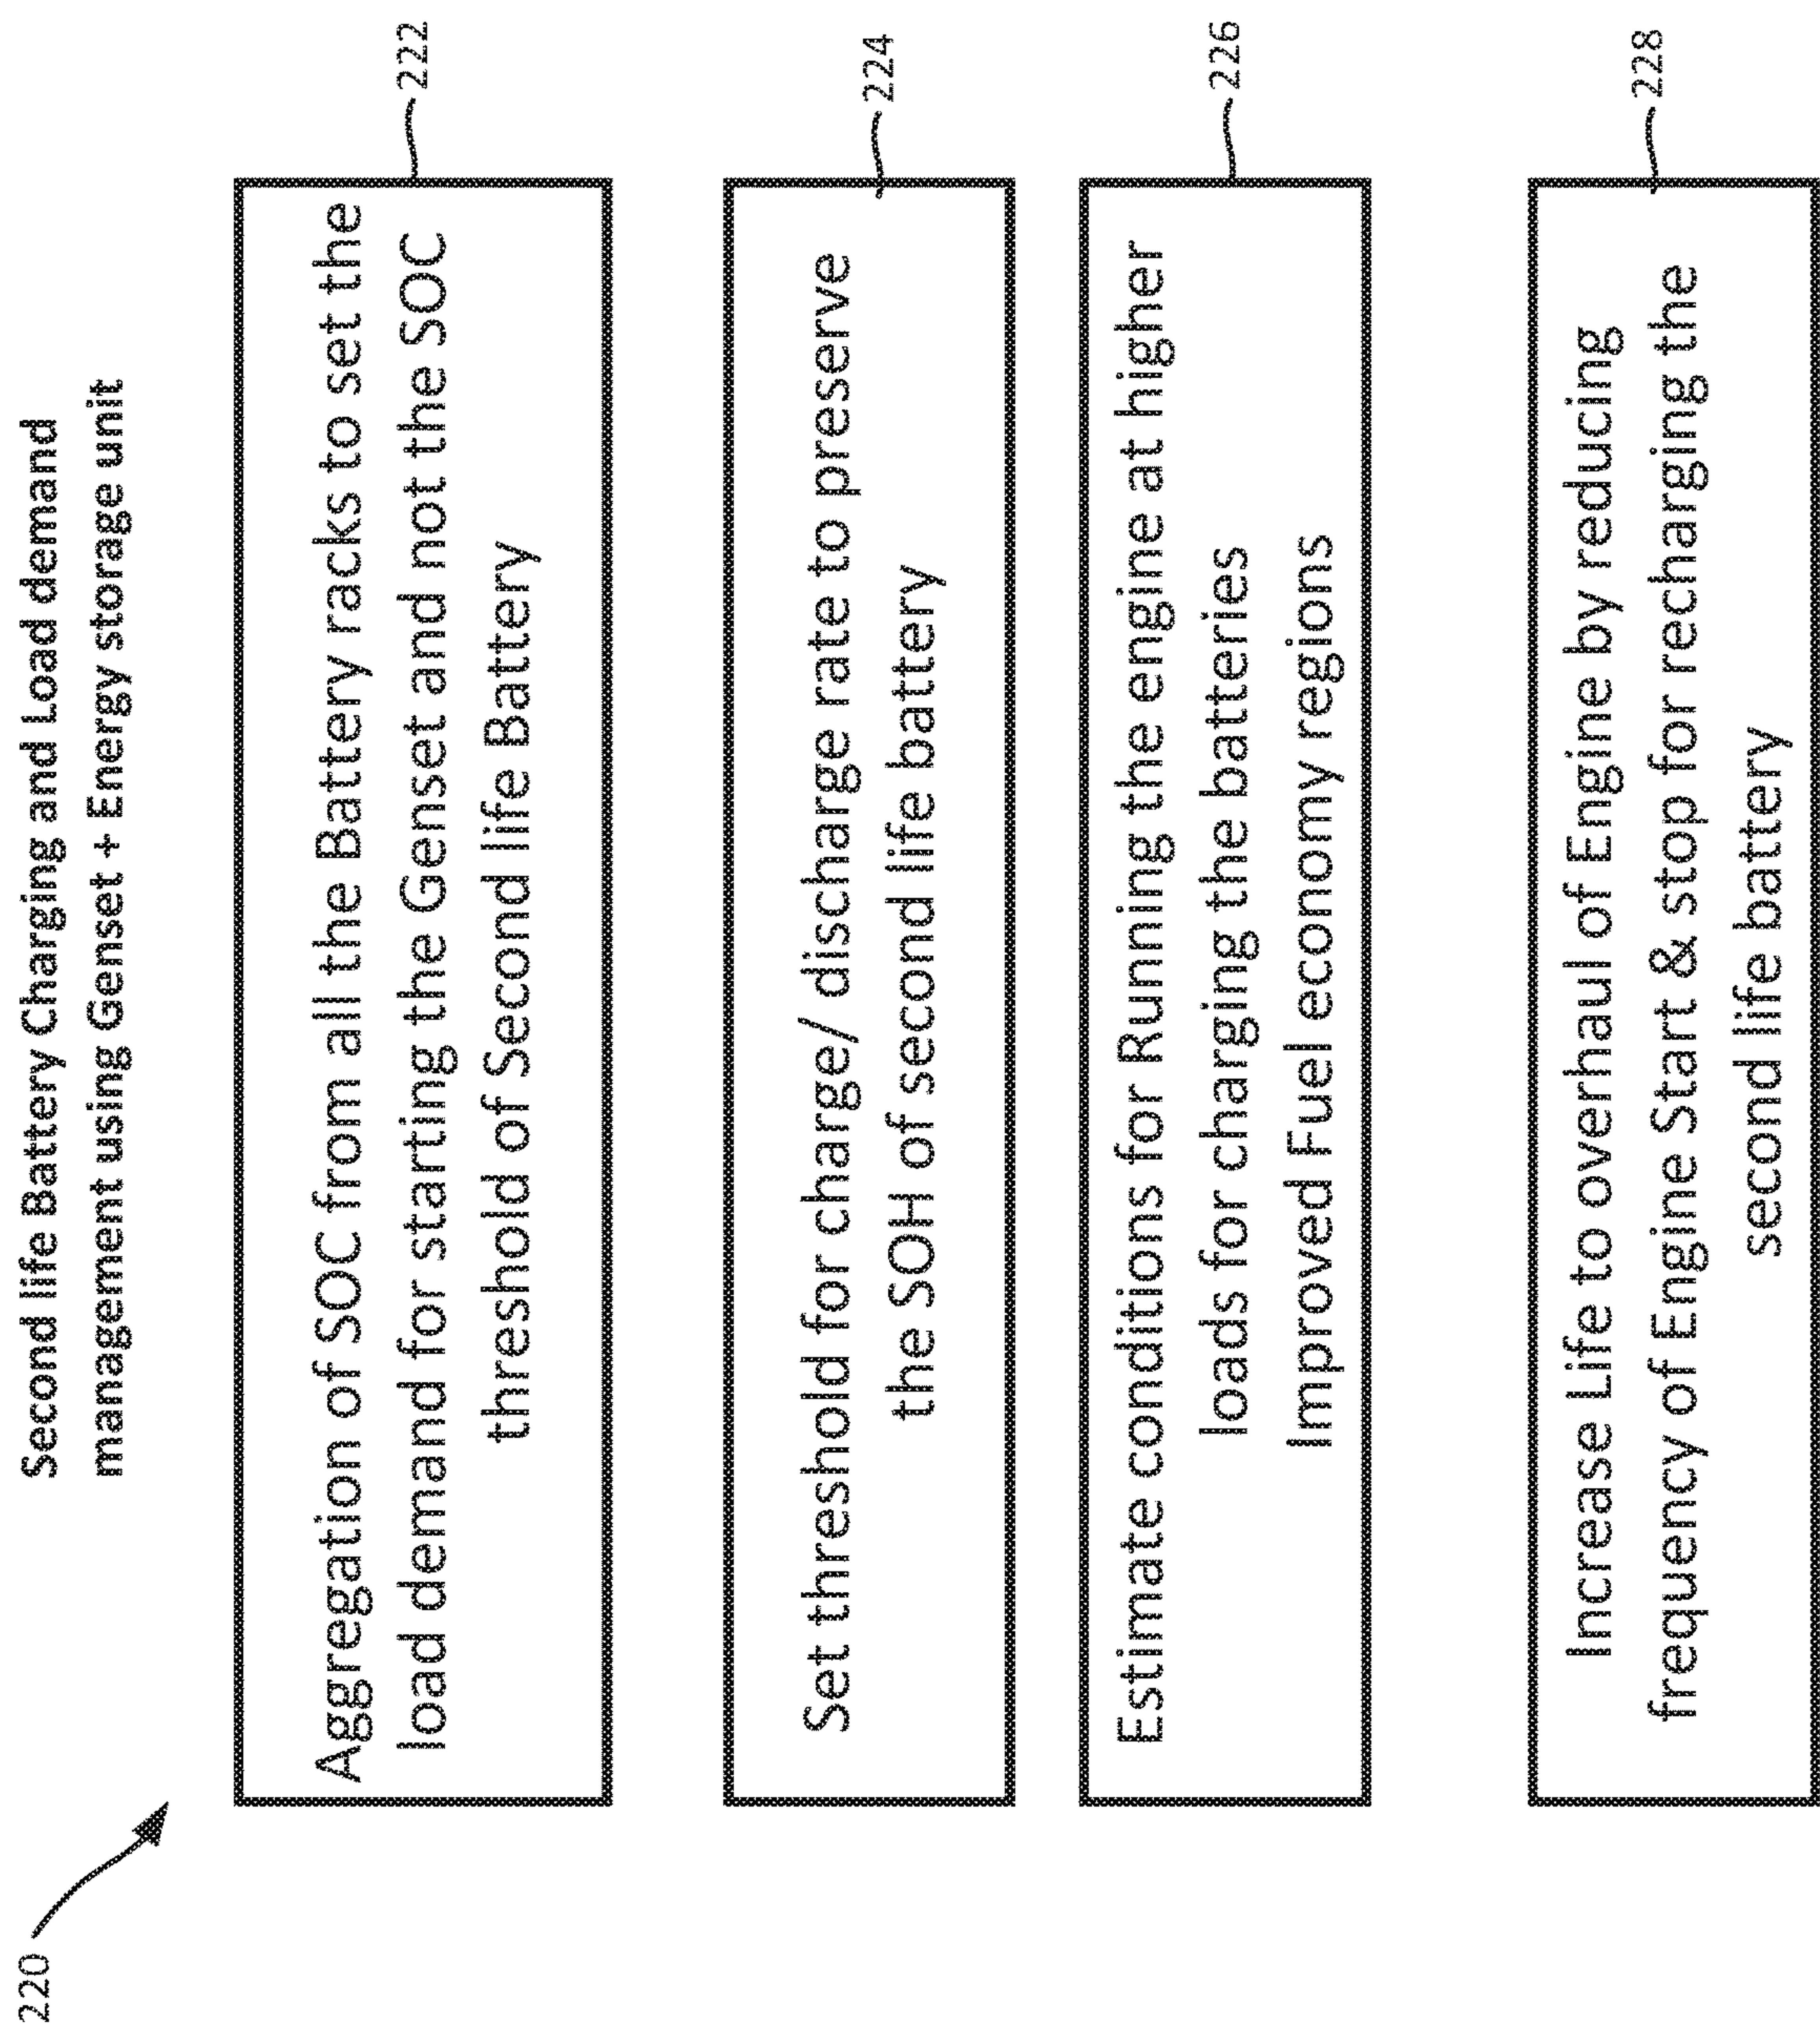 220
Second life Battery Charging and Load demand
management using Genset + Energy storage unit
Aggregation of SOC from all the Battery racks to set the
load demand for starting the Genset and not the SOC
threshold of Second life Battery
222
Set threshold for charge/ discharge rate to preserve
the SOH of second life battery
224
Estimate conditions for Running the engine at higher
loads for charging the batteries
Improved Fuel economy regions
226
Increase Life to overhaul of Engine by reducing
frequency of Engine Start & stop for recharging the
second life battery
228